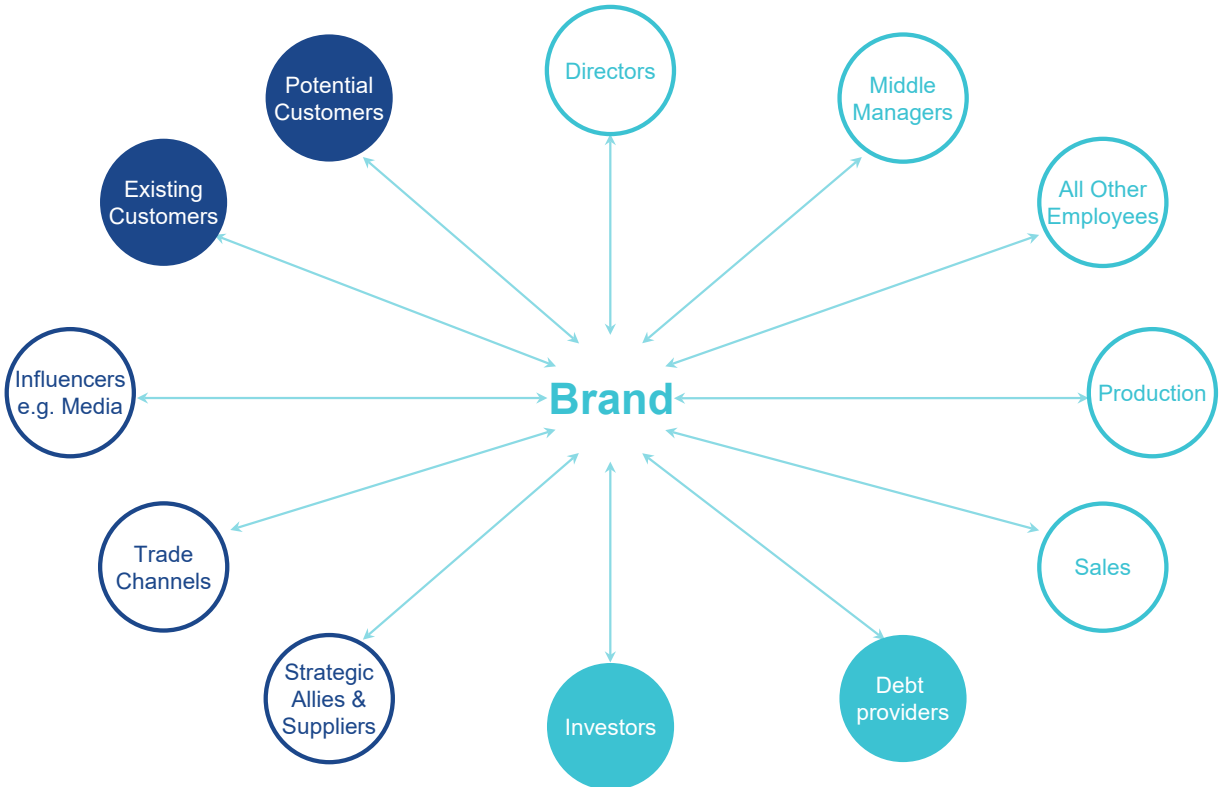 Directors
Potential
Customers
Middle
Managers
Existing
Customers
All Other
Employees
Influencers
e.g. Media
Brand
Production
Trade
Channels
Sales
Strategic
Allies &
Suppliers
Investors
Debt
providers